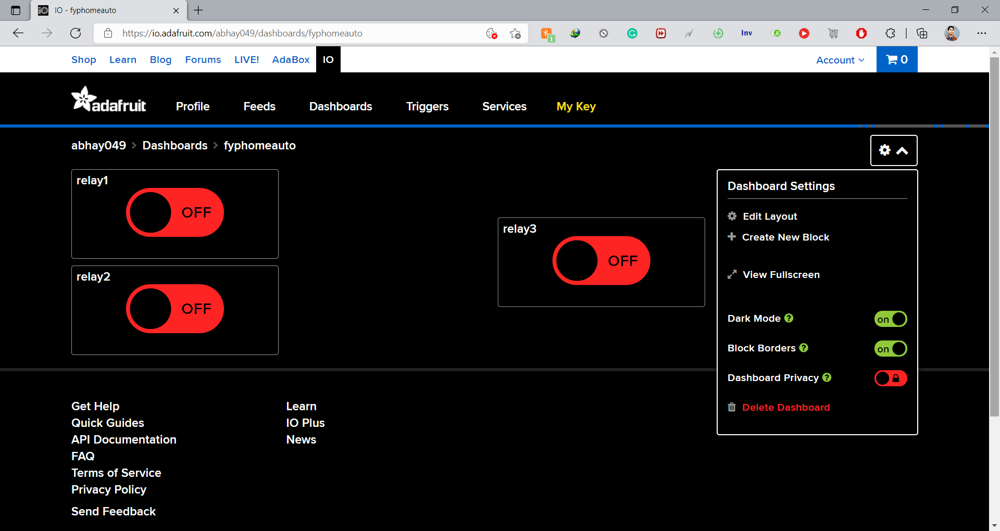 IO - fyphomeauto
https://io.adafruit.com/abhay049/dashboards/fyphomeauto
1
Inv
Shop Learn Blog Forums LIVE! AdaBox IO
Account
0
adafruit
Profile Feeds Dashboards Triggers Services My Key
abhay049 > Dashboards > fyphomeauto
relay1
OFF
relay2
OFF
relay3
OFF
Dashboard Settings
Edit Layout
Create New Block
View Fullscreen
Dark Mode ? on
Block Borders ? on
Dashboard Privacy ?
Delete Dashboard
Get Help
Quick Guides
API Documentation
FAQ
Terms of Service
Privacy Policy
Send Feedback
Learn
IO Plus
News